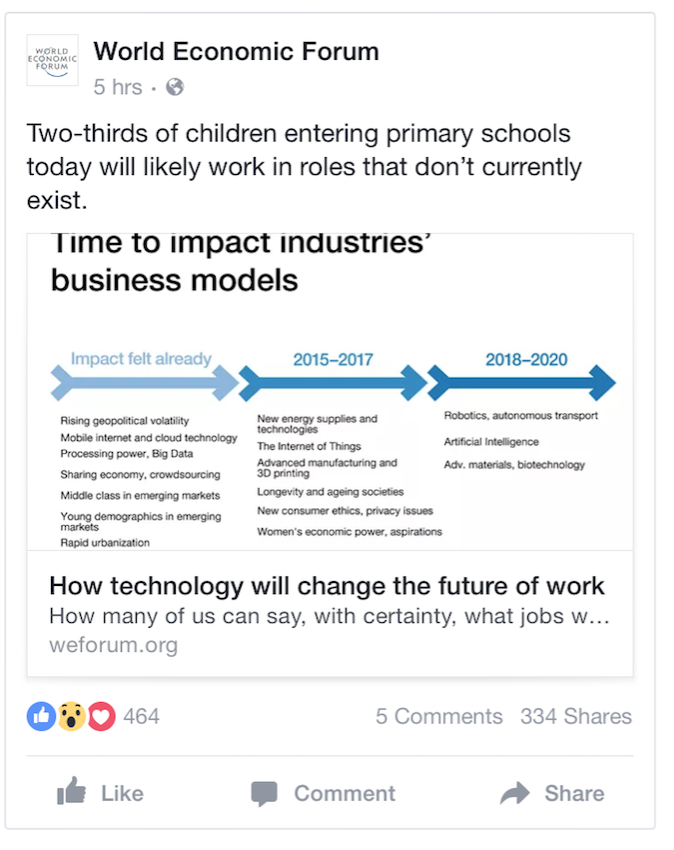 WORLD
ECONOMIC
FORUM
World Economic Forum
5 hrs ·
Two-thirds of children entering primary schools
today will likely work in roles that don't currently
exist.
Time to impact industries'
business models
Impact felt already
2015–2017
2018–2020
Rising geopolitical volatility
Mobile internet and cloud technology
Processing power, Big Data
Sharing economy, crowdsourcing
Middle class in emerging markets
Young demographics in emerging
markets
Rapid urbanization
New energy supplies and
technologies
The Internet of Things
Advanced manufacturing and
3D printing
Longevity and ageing societies
New consumer ethics, privacy issues
Women's economic power, aspirations
Robotics, autonomous transport
Artificial Intelligence
Adv. materials, biotechnology
How technology will change the future of work
How many of us can say, with certainty, what jobs w...
weforum.org
464
5 Comments 334 Shares
Like
Comment
Share